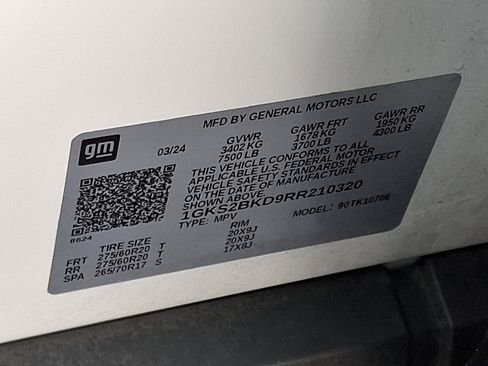 gm
MFD BY GENERAL MOTORS LLC
03/24
GVWR GAWR FRT GAWR RR
3402 KG 1678 KG 1950 KG
7500 LB 3700 LB 4300 LB
THIS VEHICLE CONFORMS TO ALL
APPLICABLE U.S. FEDERAL MOTOR
VEHICLE SAFETY STANDARDS IN EFFECT
ON THE DATE OF MANUFACTURE
SHOWN ABOVE.
1GKS2BKD9RR210320
TYPE: MPV MODEL: 90TK10706
8624
TIRE SIZE RIM
FRT 275/60R20 T 20X9J
RR 275/60R20 T 20X9J
SPA 265/70R17 S 17X8J